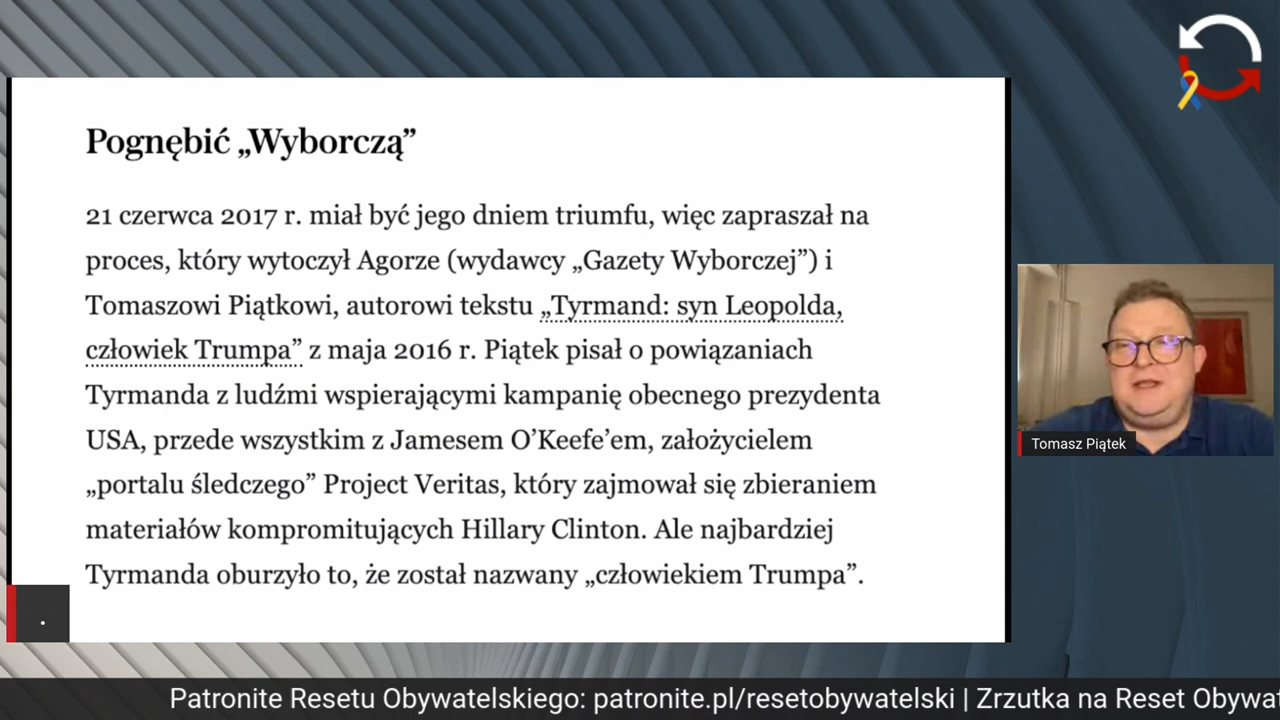 Pognębić „Wyborczą”
21 czerwca 2017 r. miał być jego dniem triumfu, więc zapraszał na
proces, który wytoczył Agorze (wydawcy „Gazety Wyborczej”) i
Tomaszowi Piątkowi, autorowi tekstu „Tyrmand: syn Leopolda,
człowiek Trumpa” z maja 2016 r. Piątek pisał o powiązaniach
Tyrmanda z ludźmi wspierającymi kampanię obecnego prezydenta
USA, przede wszystkim z Jamesem O’Keefe’em, założycielem
„portalu śledczego” Project Veritas, który zajmował się zbieraniem
materiałów kompromitujących Hillary Clinton. Ale najbardziej
Tyrmanda oburzyło to, że został nazwany „człowiekiem Trumpa”.
.
Tomasz Piątek
Patronite Resetu Obywatelskiego: patronite.pl/resetobywatelski | Zrzutka na Reset Obywa